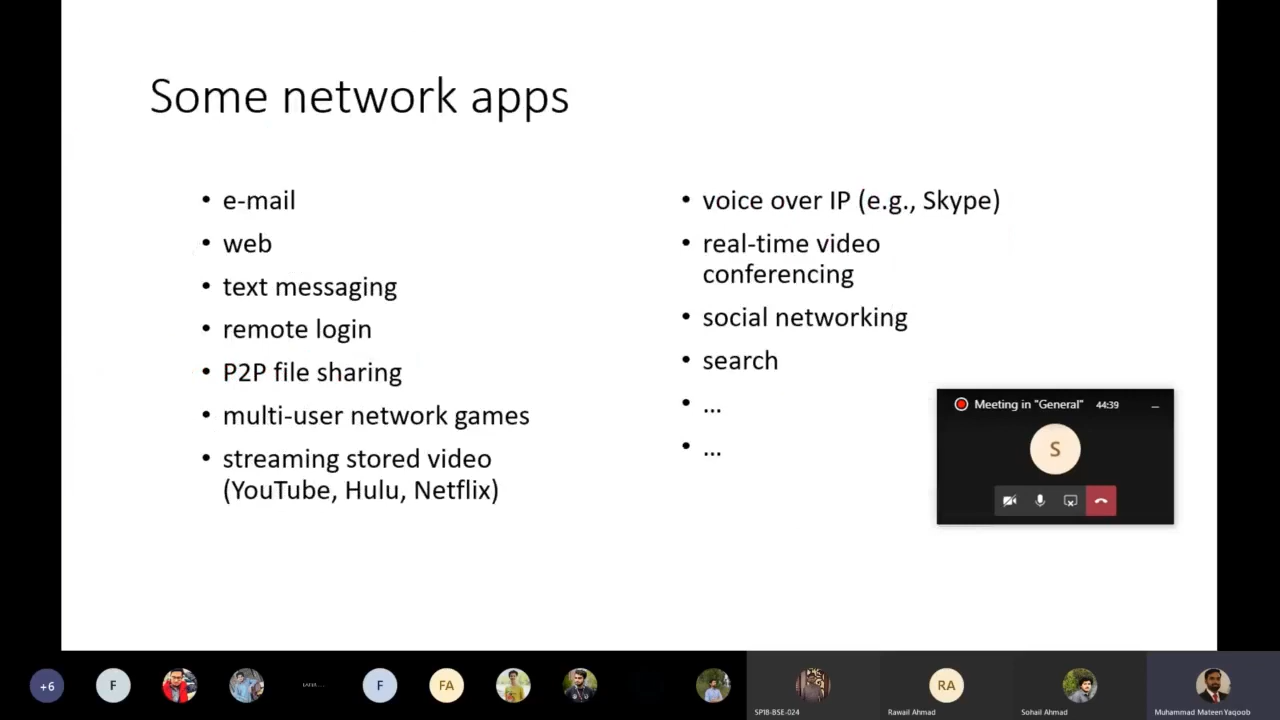 Some network apps
• e-mail
• web
• text messaging
• remote login
• P2P file sharing
• multi-user network games
• streaming stored video
(YouTube, Hulu, Netflix)
• voice over IP (e.g., Skype)
• real-time video
conferencing
• social networking
• search
• ...
• ...
Meeting in "General" 44:39
S
+6
F
F
FA
RA
SP18-BSE-024
Rawail Ahmad
Sohail Ahmad
Muhammad Mateen Yaqoob